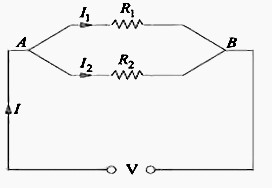 I₁ R₁
A B
I₂ R₂
I
V